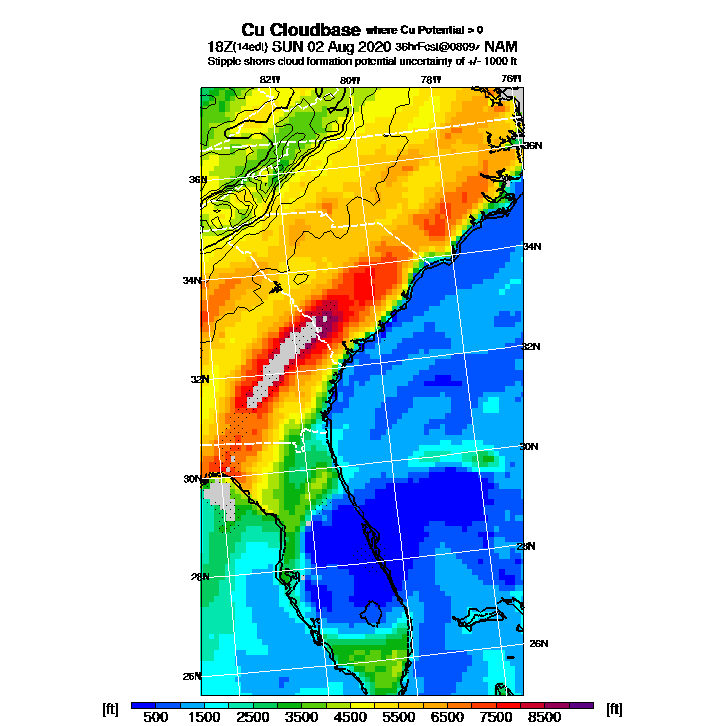 Cu Cloudbase where Cu Potential > 0
18Z(14edt) SUN 02 Aug 2020 36hrFcst@0809z NAM
Stipple shows cloud formation potential uncertainty of +/- 1000 ft
82W 80W 78W 76W
36N
36N
34N
34N
32N
32N
30N
30N
28N
28N
26N
26N
[ft] 500 1500 2500 3500 4500 5500 6500 7500 8500 [ft]